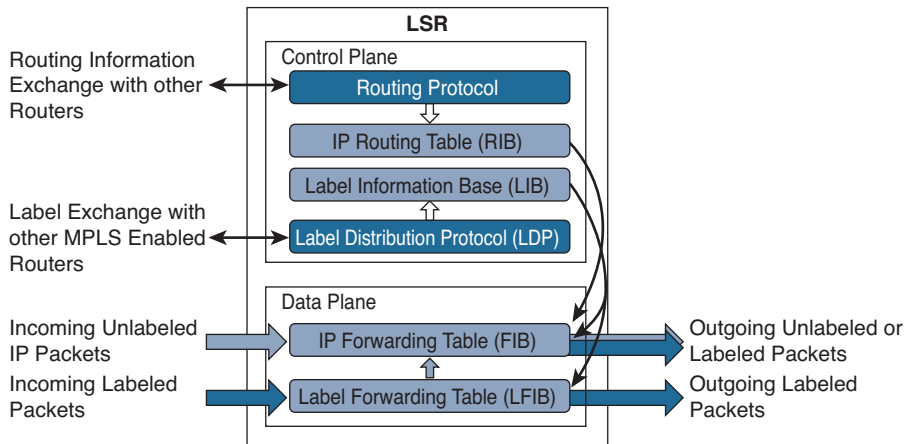 LSR
Control Plane
Routing Information
Exchange with other
Routers
Routing Protocol
IP Routing Table (RIB)
Label Information Base (LIB)
Label Exchange with
other MPLS Enabled
Routers
Label Distribution Protocol (LDP)
Data Plane
Incoming Unlabeled
IP Packets
IP Forwarding Table (FIB)
Outgoing Unlabeled or
Labeled Packets
Incoming Labeled
Packets
Label Forwarding Table (LFIB)
Outgoing Labeled
Packets